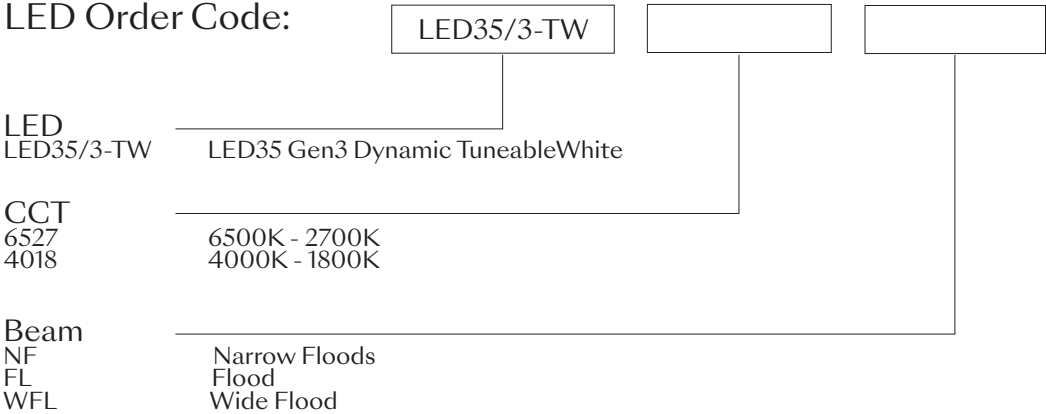 LED Order Code:
LED35/3-TW
LED
LED35/3-TW LED35 Gen3 Dynamic TuneableWhite
CCT
6527 6500K - 2700K
4018 4000K - 1800K
Beam
NF Narrow Floods
FL Flood
WFL Wide Flood